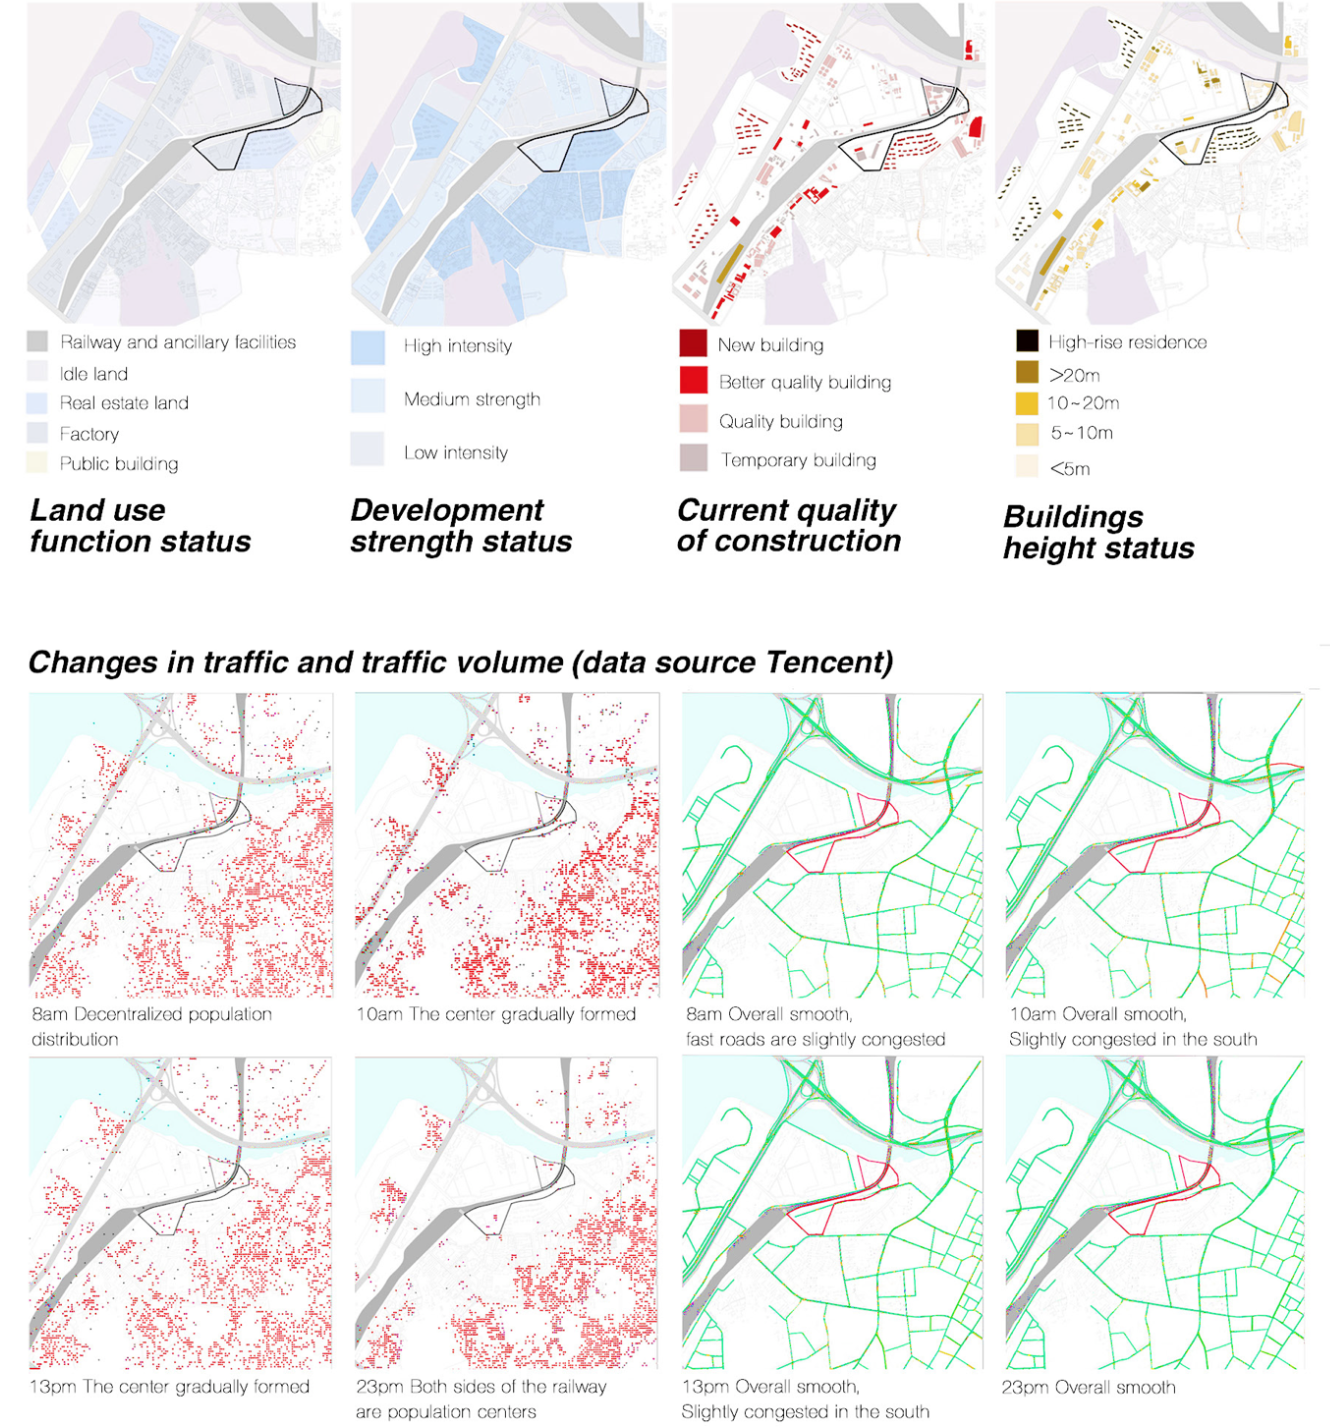 Railway and ancillary facilities
Idle land
Real estate land
Factory
Public building
Land use
function status
High intensity
Medium strength
Low intensity
Development
strength status
New building
Better quality building
Quality building
Temporary building
Current quality
of construction
High-rise residence
>20m
10~20m
5~10m
<5m
Buildings
height status
Changes in traffic and traffic volume (data source Tencent)
8am Decentralized population
distribution
10am The center gradually formed
8am Overall smooth,
fast roads are slightly congested
10am Overall smooth,
Slightly congested in the south
13pm The center gradually formed
23pm Both sides of the railway
are population centers
13pm Overall smooth,
Slightly congested in the south
23pm Overall smooth